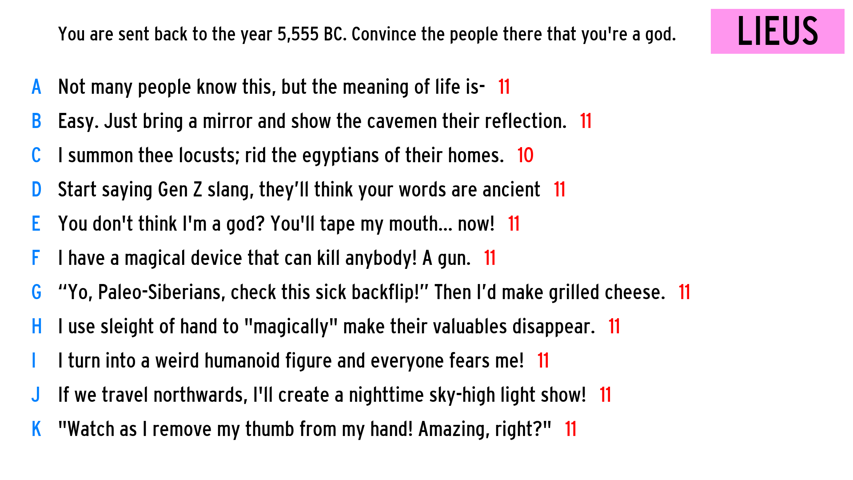 You are sent back to the year 5,555 BC. Convince the people there that you're a god.
LIEUS
A Not many people know this, but the meaning of life is- 11
B Easy. Just bring a mirror and show the cavemen their reflection. 11
C I summon thee locusts; rid the egyptians of their homes. 10
D Start saying Gen Z slang, they’ll think your words are ancient 11
E You don't think I'm a god? You'll tape my mouth... now! 11
F I have a magical device that can kill anybody! A gun. 11
G “Yo, Paleo-Siberians, check this sick backflip!” Then I’d make grilled cheese. 11
H I use sleight of hand to "magically" make their valuables disappear. 11
I I turn into a weird humanoid figure and everyone fears me! 11
J If we travel northwards, I'll create a nighttime sky-high light show! 11
K "Watch as I remove my thumb from my hand! Amazing, right?" 11